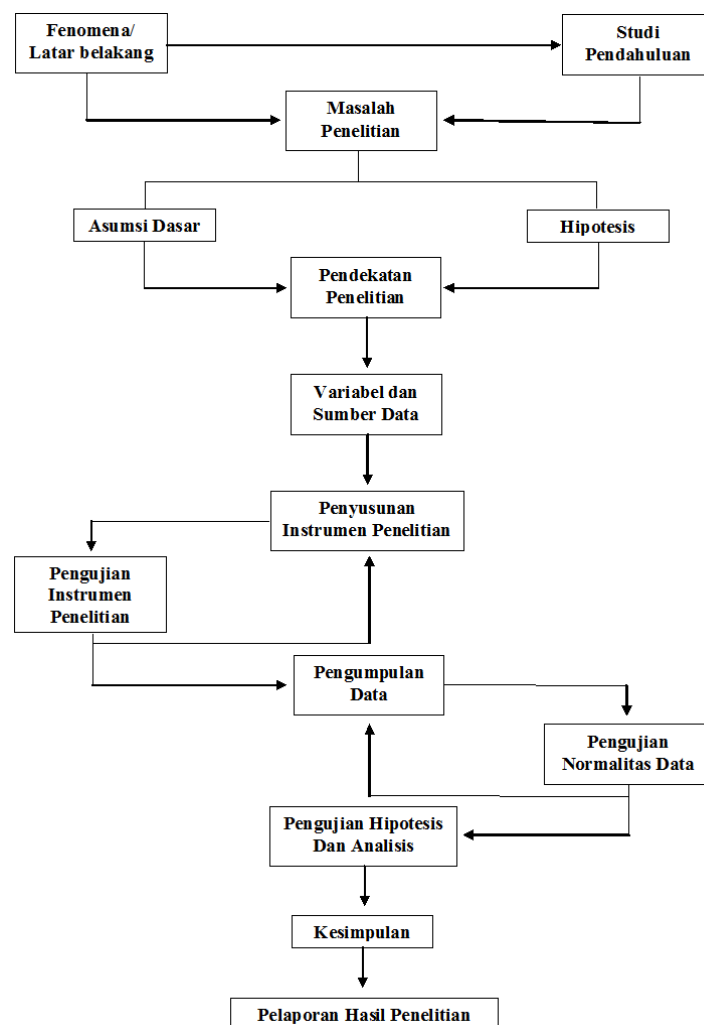 Fenomena/
Latar belakang
Studi
Pendahuluan
Masalah
Penelitian
Asumsi Dasar
Hipotesis
Pendekatan
Penelitian
Variabel dan
Sumber Data
Penyusunan
Instrumen Penelitian
Pengujian
Instrumen
Penelitian
Pengumpulan
Data
Pengujian
Normalitas Data
Pengujian Hipotesis
Dan Analisis
Kesimpulan
Pelaporan Hasil Penelitian